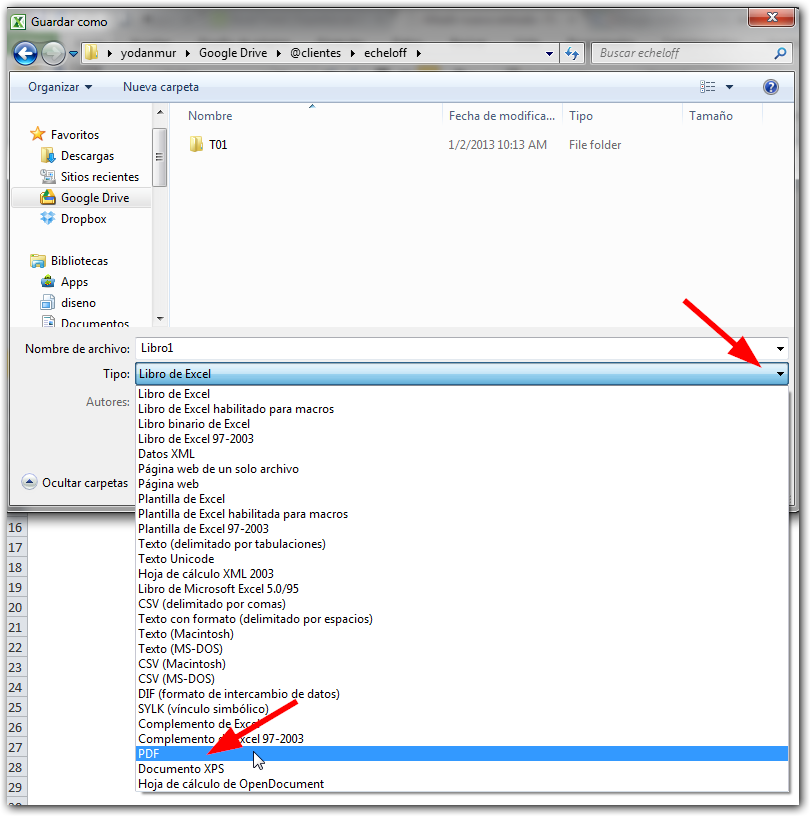 Guardar como
yodanmur Google Drive @clientes echeloff
Buscar echeloff
Organizar Nueva carpeta
Nombre Fecha de modifica... Tipo Tamaño
T01 1/2/2013 10:13 AM File folder
Favoritos
Descargas
Sitios recientes
Google Drive
Dropbox
Bibliotecas
Apps
diseno
Documentos
Nombre de archivo: Libro1
Tipo: Libro de Excel
Autores:
Libro de Excel
Libro de Excel habilitado para macros
Libro binario de Excel
Libro de Excel 97-2003
Datos XML
Página web de un solo archivo
Página web
Plantilla de Excel
Plantilla de Excel habilitada para macros
Plantilla de Excel 97-2003
Texto (delimitado por tabulaciones)
Texto Unicode
Hoja de cálculo XML 2003
Libro de Microsoft Excel 5.0/95
CSV (delimitado por comas)
Texto con formato (delimitado por espacios)
Texto (Macintosh)
Texto (MS-DOS)
CSV (Macintosh)
CSV (MS-DOS)
DIF (formato de intercambio de datos)
SYLK (vínculo simbólico)
Complemento de Excel
Complemento de Excel 97-2003
PDF
Documento XPS
Hoja de cálculo de OpenDocument
Ocultar carpetas
16
17
18
19
20
21
22
23
24
25
26
27
28
29